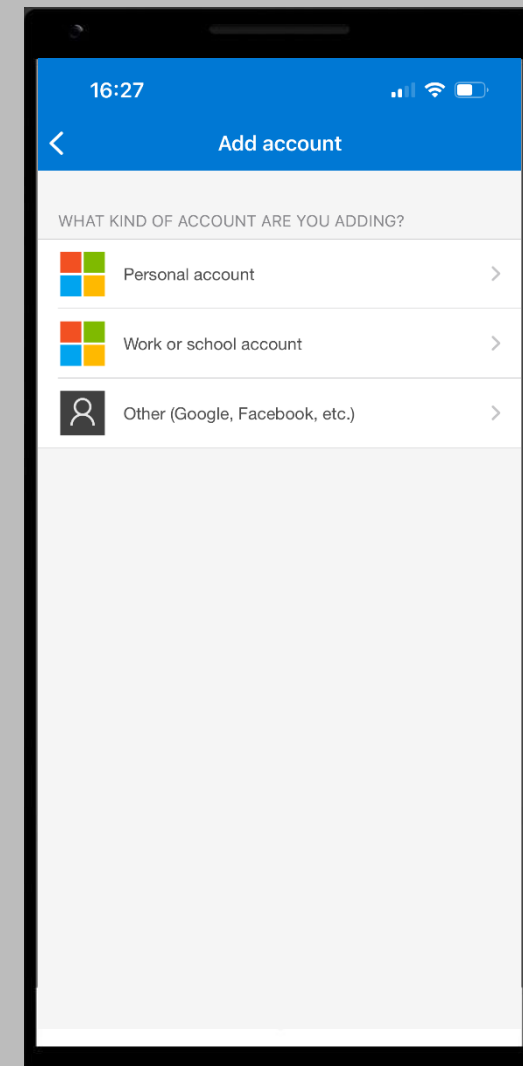 16:27
Add account
WHAT KIND OF ACCOUNT ARE YOU ADDING?
Personal account
Work or school account
Other (Google, Facebook, etc.)